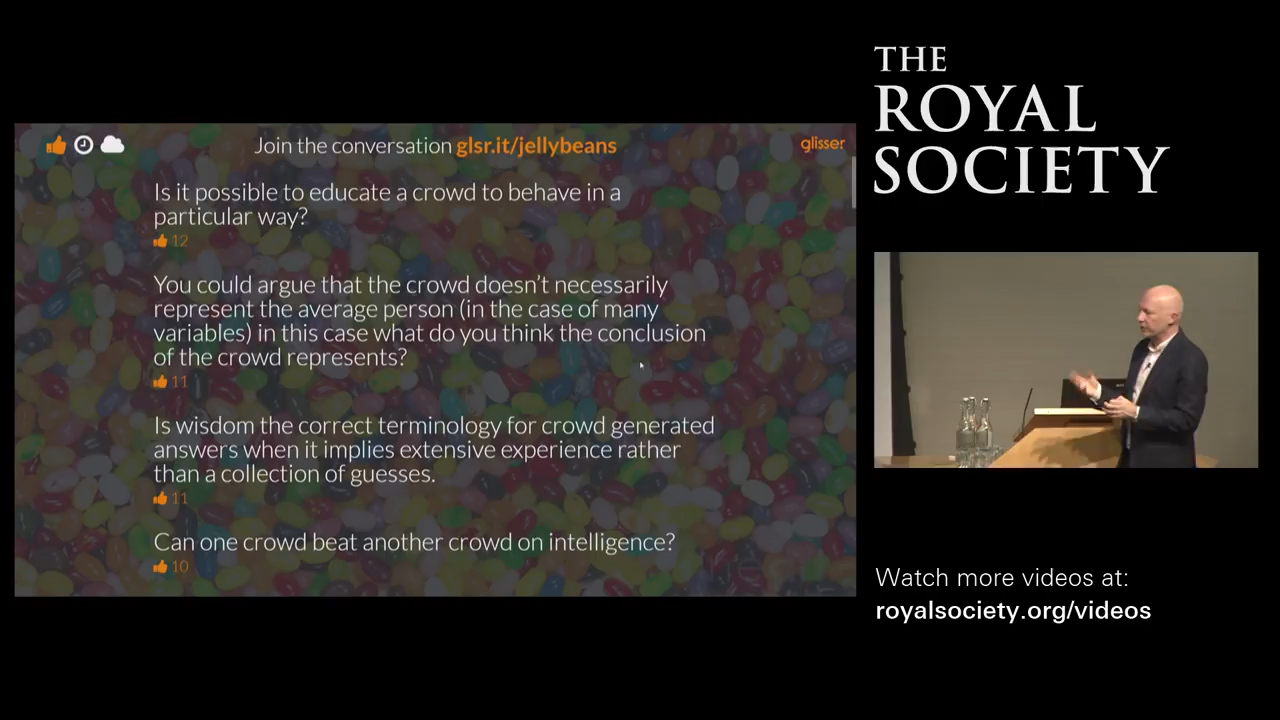 Join the conversation glsr.it/jellybeans
glisser
Is it possible to educate a crowd to behave in a
particular way?
12
You could argue that the crowd doesn't necessarily
represent the average person (in the case of many
variables) in this case what do you think the conclusion
of the crowd represents?
11
Is wisdom the correct terminology for crowd generated
answers when it implies extensive experience rather
than a collection of guesses.
11
Can one crowd beat another crowd on intelligence?
10
THE
ROYAL
SOCIETY
Watch more videos at:
royalsociety.org/videos